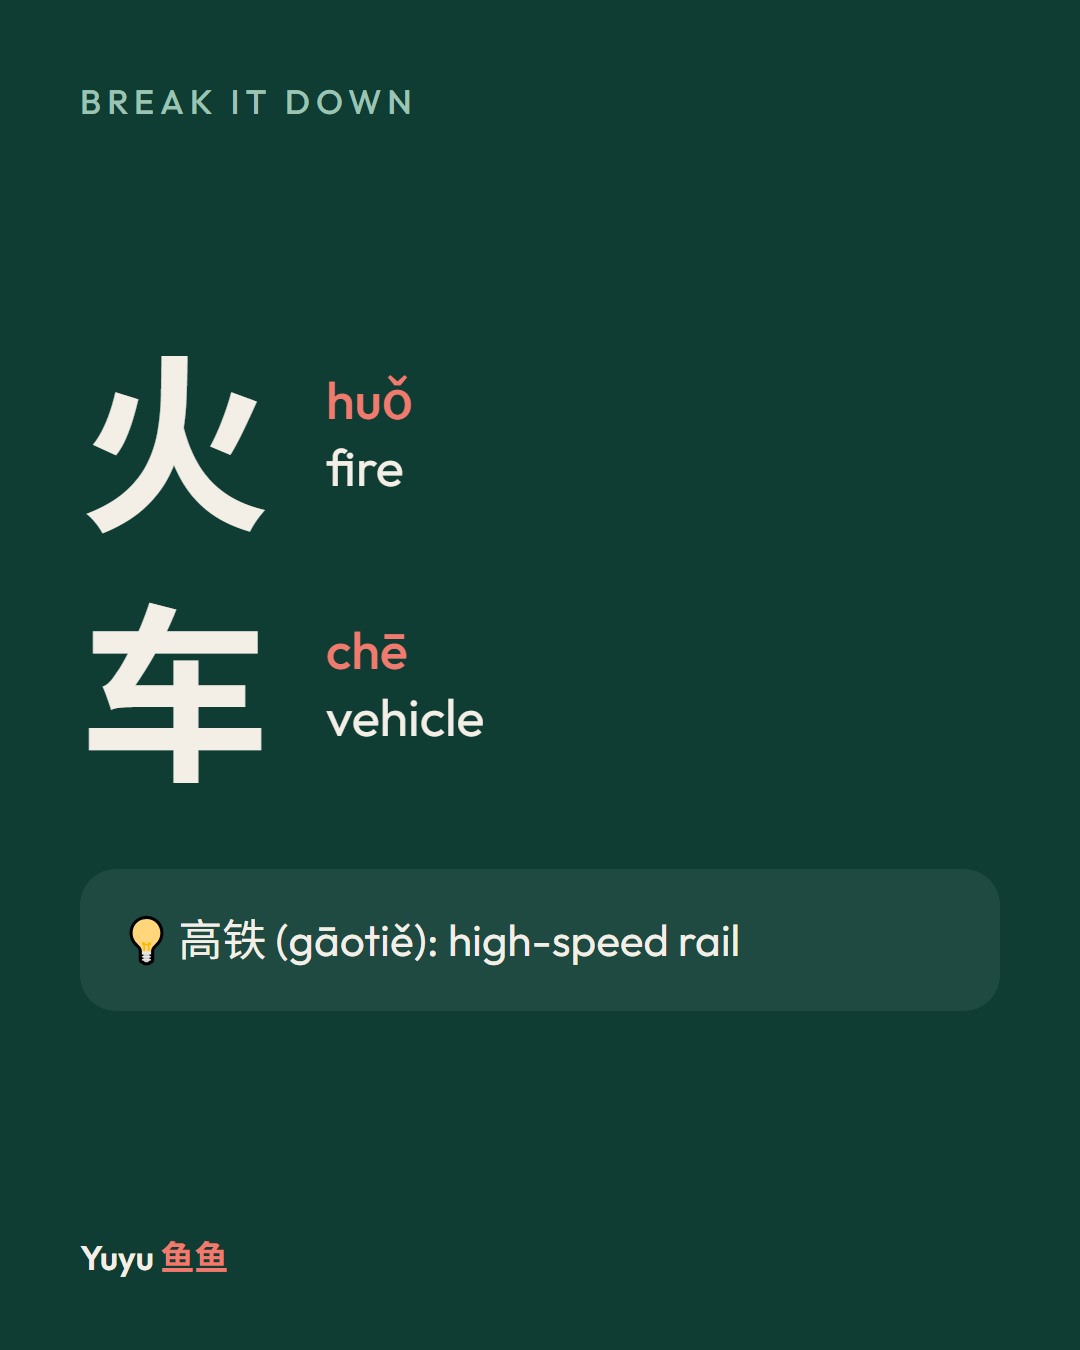 BREAK IT DOWN
火
huǒ
fire
车
chē
vehicle
💡 高铁 (gāotiě): high-speed rail
Yuyu 鱼鱼